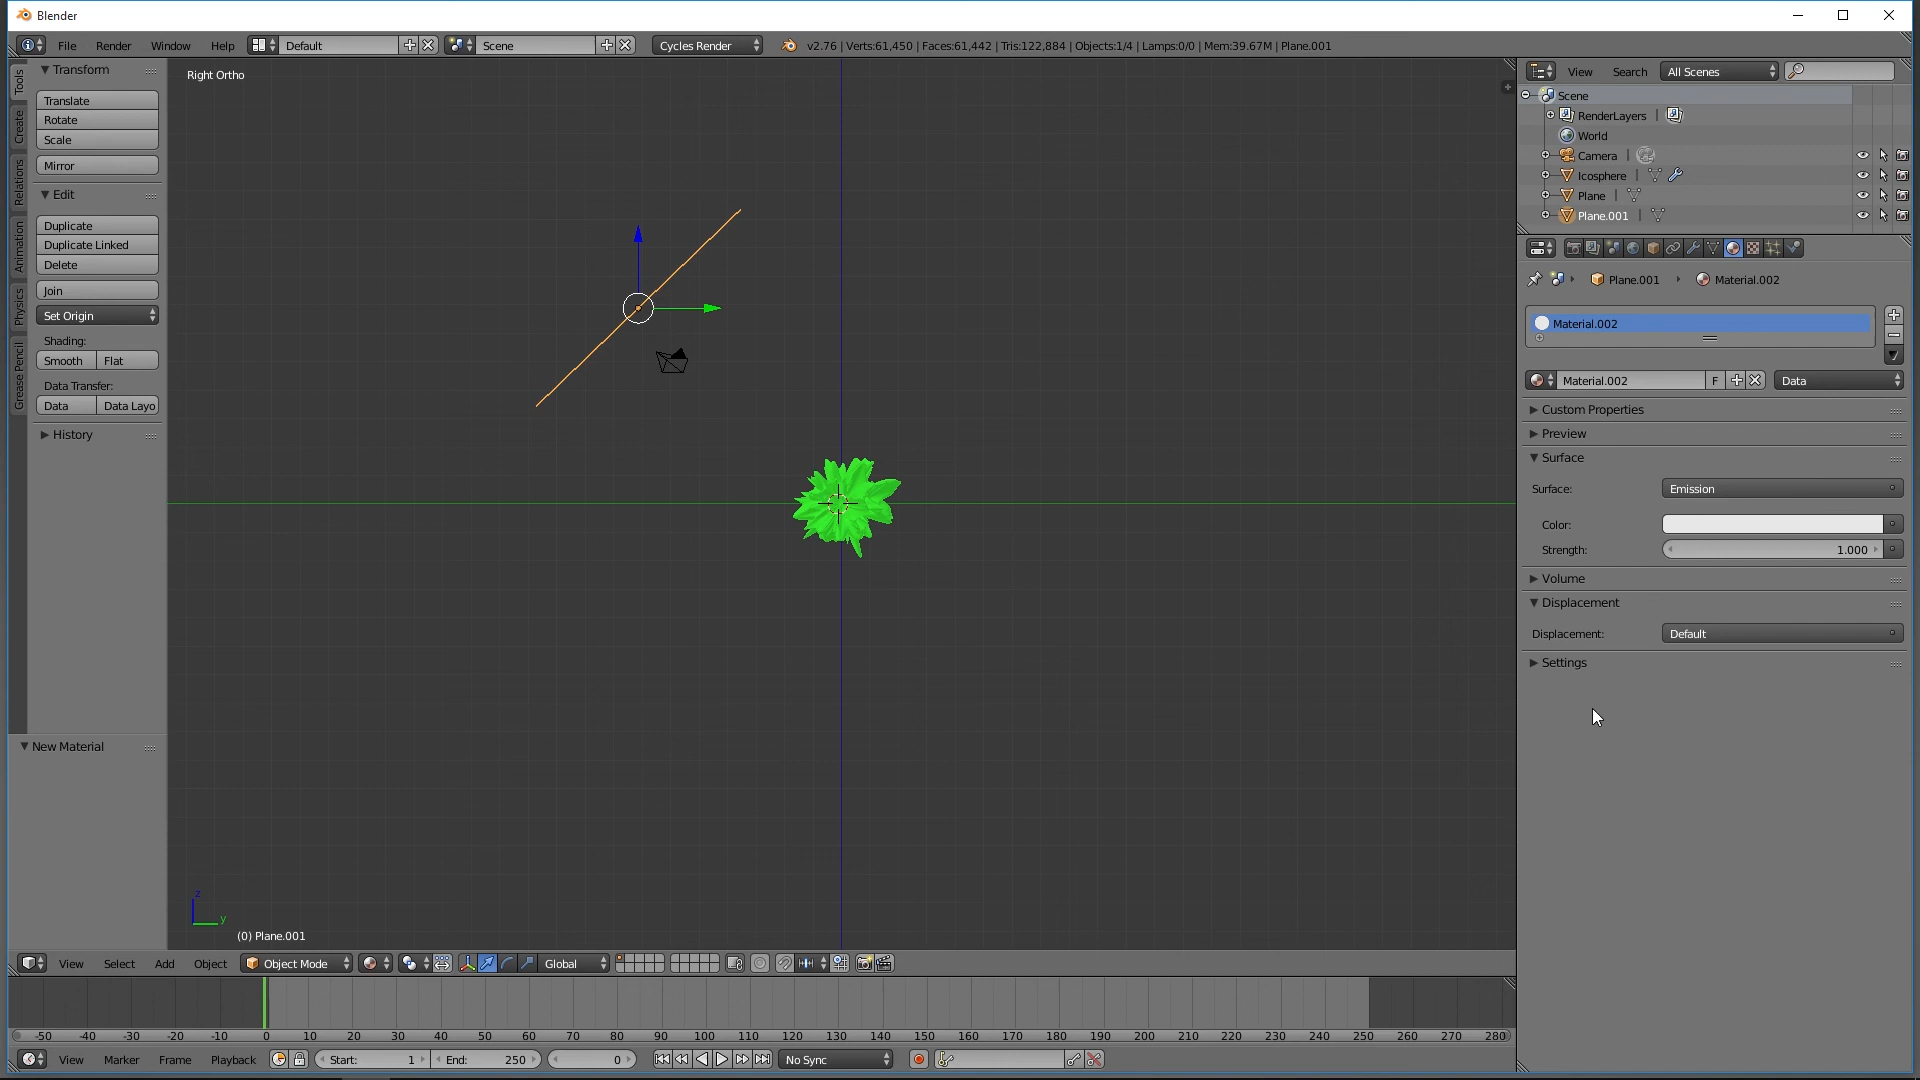 Blender
File Render Window Help Default Scene Cycles Render v2.76 | Verts:61,450 | Faces:61,442 | Tris:122,884 | Objects:1/4 | Lamps:0/0 | Mem:39.67M | Plane.001
Tools
Create
Relations
Animation
Physics
Grease Pencil
Transform
Translate
Rotate
Scale
Mirror
Edit
Duplicate
Duplicate Linked
Delete
Join
Set Origin
Shading:
Smooth Flat
Data Transfer:
Data Data Layo
History
New Material
Right Ortho
z
y
(0) Plane.001
View Search All Scenes
Scene
RenderLayers |
World
Camera |
Icosphere |
Plane |
Plane.001 |
Plane.001 Material.002
Material.002
Material.002 F Data
Custom Properties
Preview
Surface
Surface: Emission
Color:
Strength: 1.000
Volume
Displacement
Displacement: Default
Settings
View Select Add Object Object Mode Global
-50 -40 -30 -20 -10 0 10 20 30 40 50 60 70 80 90 100 110 120 130 140 150 160 170 180 190 200 210 220 230 240 250 260 270 280
View Marker Frame Playback Start: 1 End: 250 0 No Sync